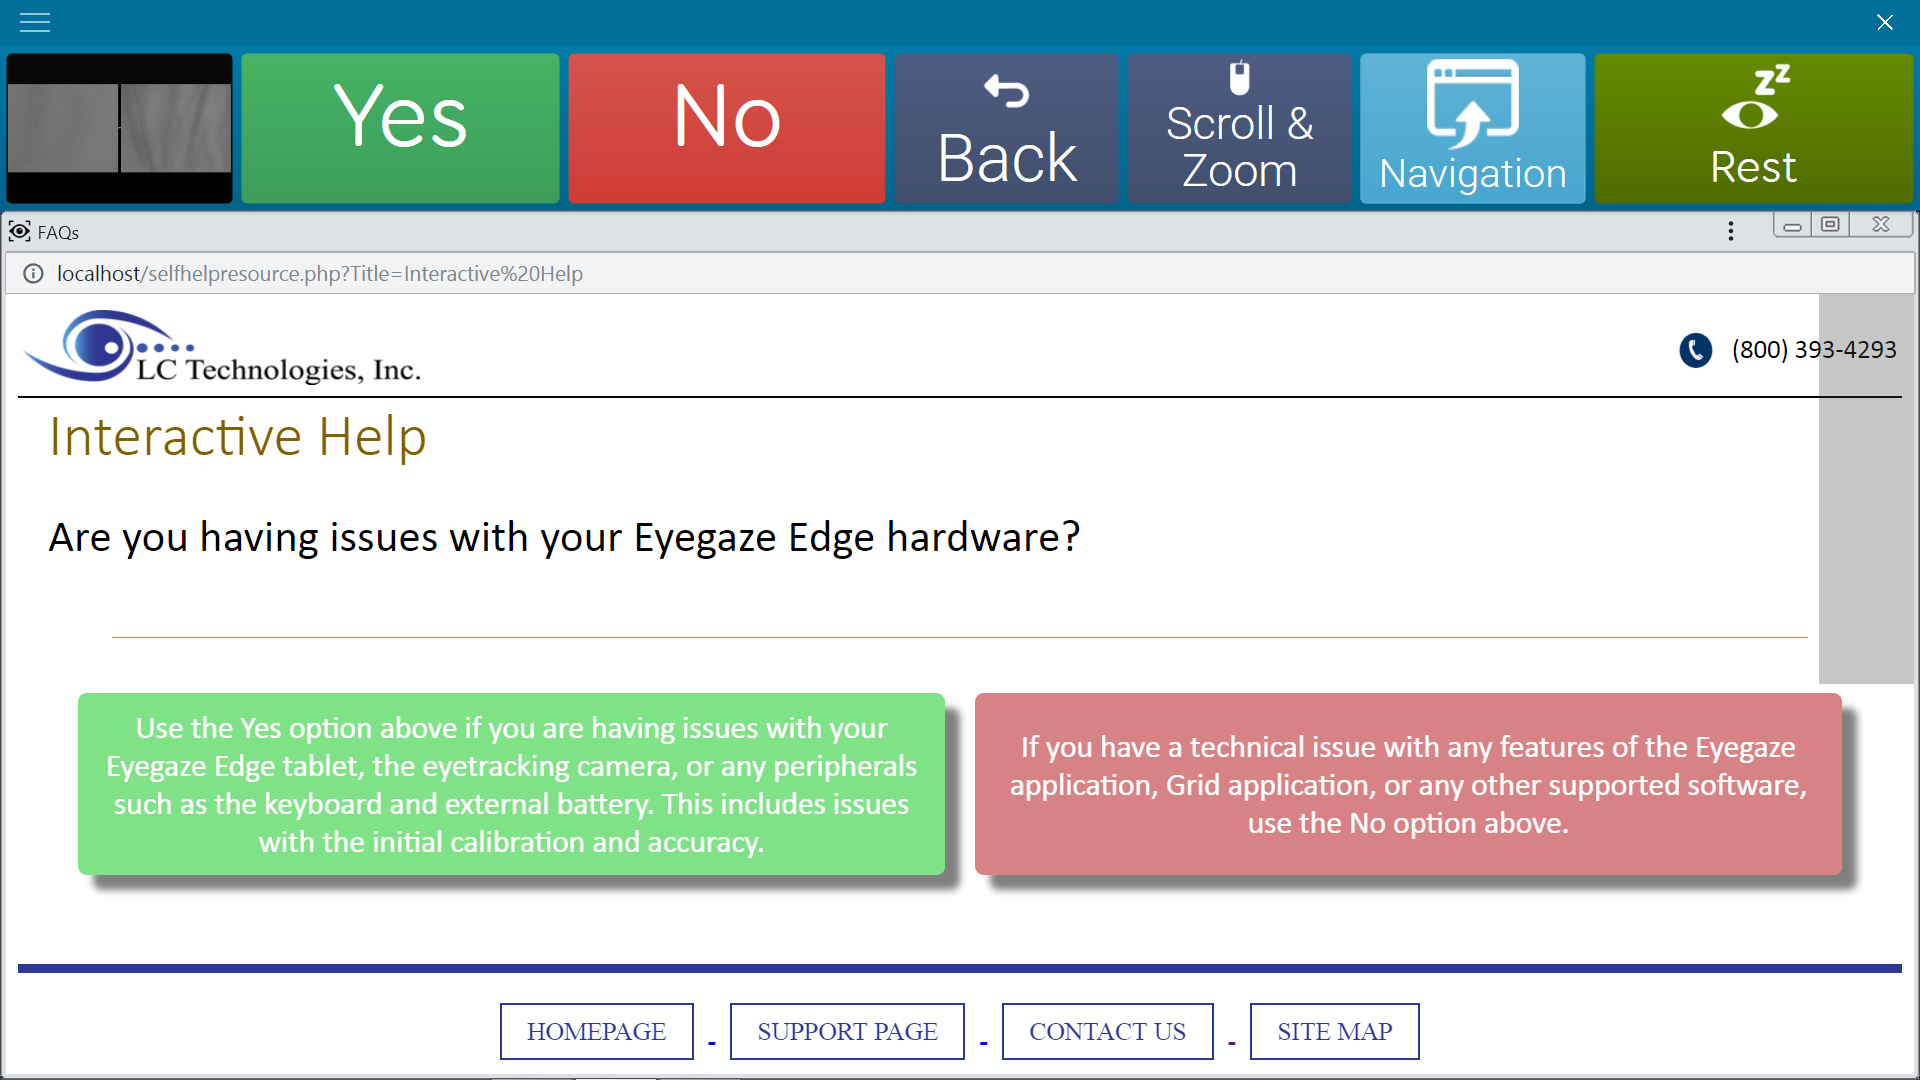 Yes
No
Back
Scroll &
Zoom
Navigation
zzz
Rest
FAQs
localhost/selfhelpresource.php?Title=Interactive%20Help
LC Technologies, Inc.
(800) 393-4293
Interactive Help
Are you having issues with your Eyegaze Edge hardware?
Use the Yes option above if you are having issues with your
Eyegaze Edge tablet, the eyetracking camera, or any peripherals
such as the keyboard and external battery. This includes issues
with the initial calibration and accuracy.
If you have a technical issue with any features of the Eyegaze
application, Grid application, or any other supported software,
use the No option above.
HOMEPAGE - SUPPORT PAGE - CONTACT US - SITE MAP